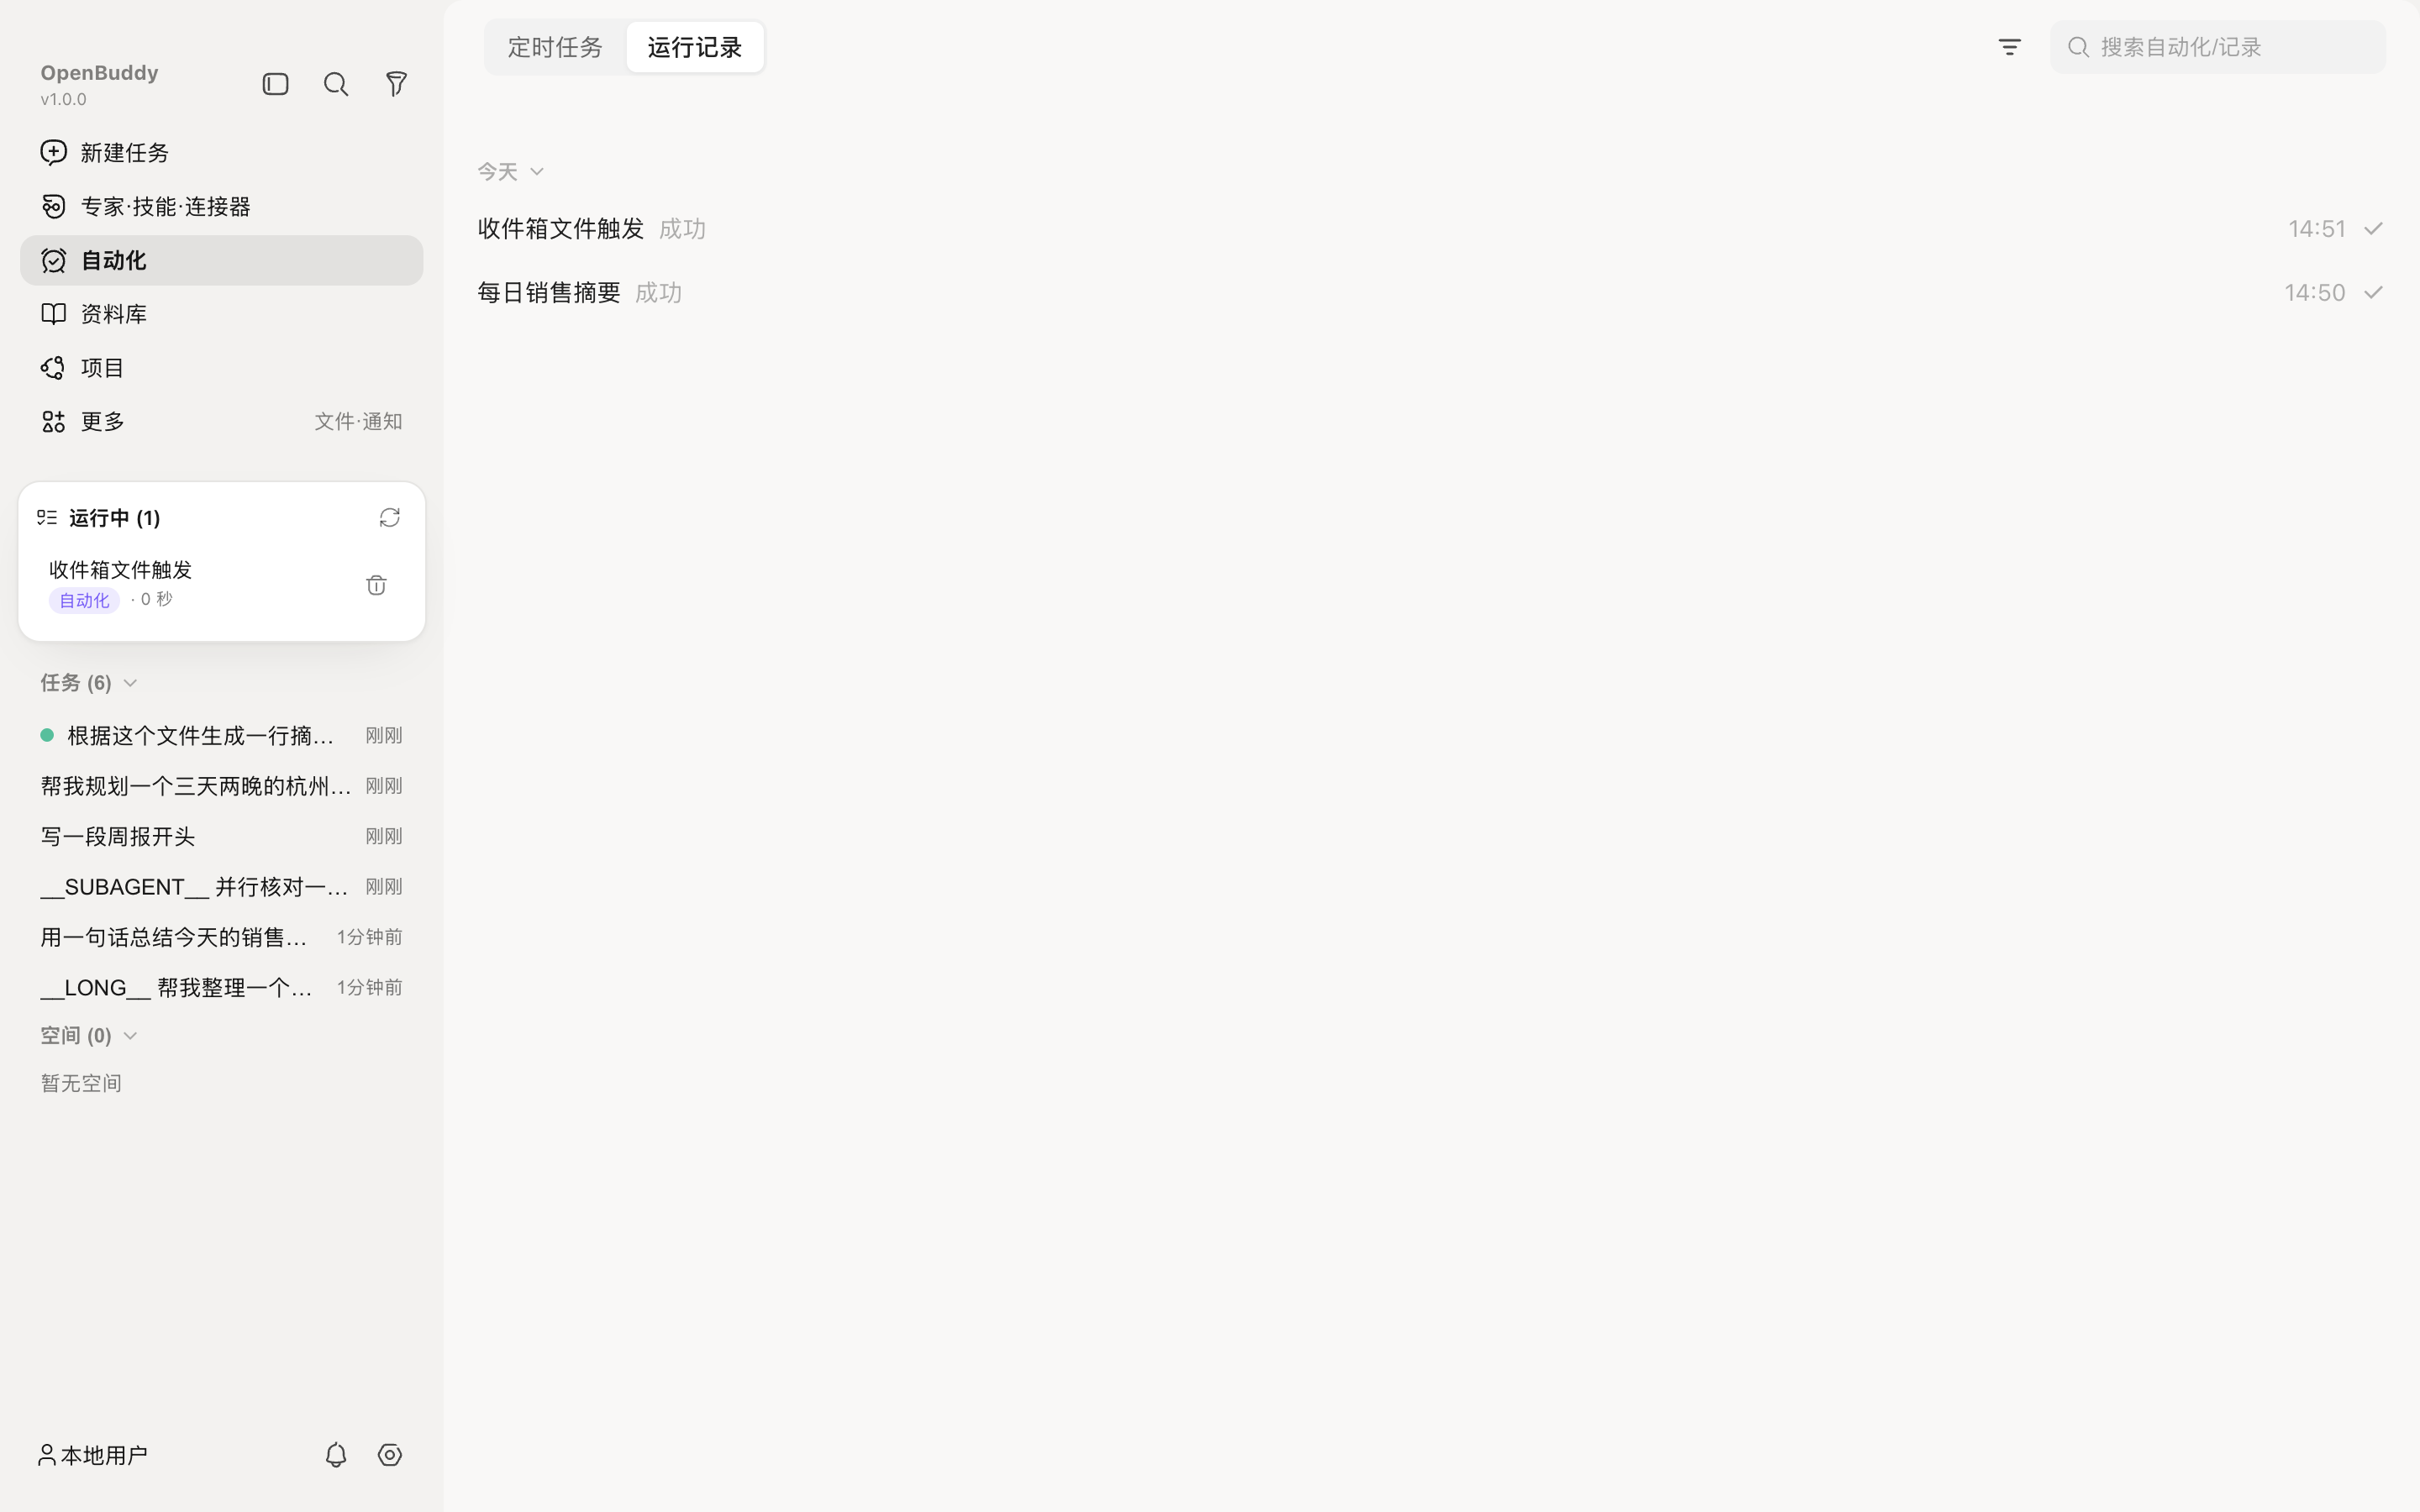 OpenBuddy
v1.0.0
新建任务
专家·技能·连接器
自动化
资料库
项目
更多 文件·通知
运行中 (1)
收件箱文件触发
自动化 · 0 秒
任务 (6)
根据这个文件生成一行摘... 刚刚
帮我规划一个三天两晚的杭州... 刚刚
写一段周报开头 刚刚
__SUBAGENT__ 并行核对一... 刚刚
用一句话总结今天的销售... 1分钟前
__LONG__ 帮我整理一个... 1分钟前
空间 (0)
暂无空间
本地用户
定时任务 运行记录 搜索自动化/记录
今天
收件箱文件触发 成功 14:51
每日销售摘要 成功 14:50